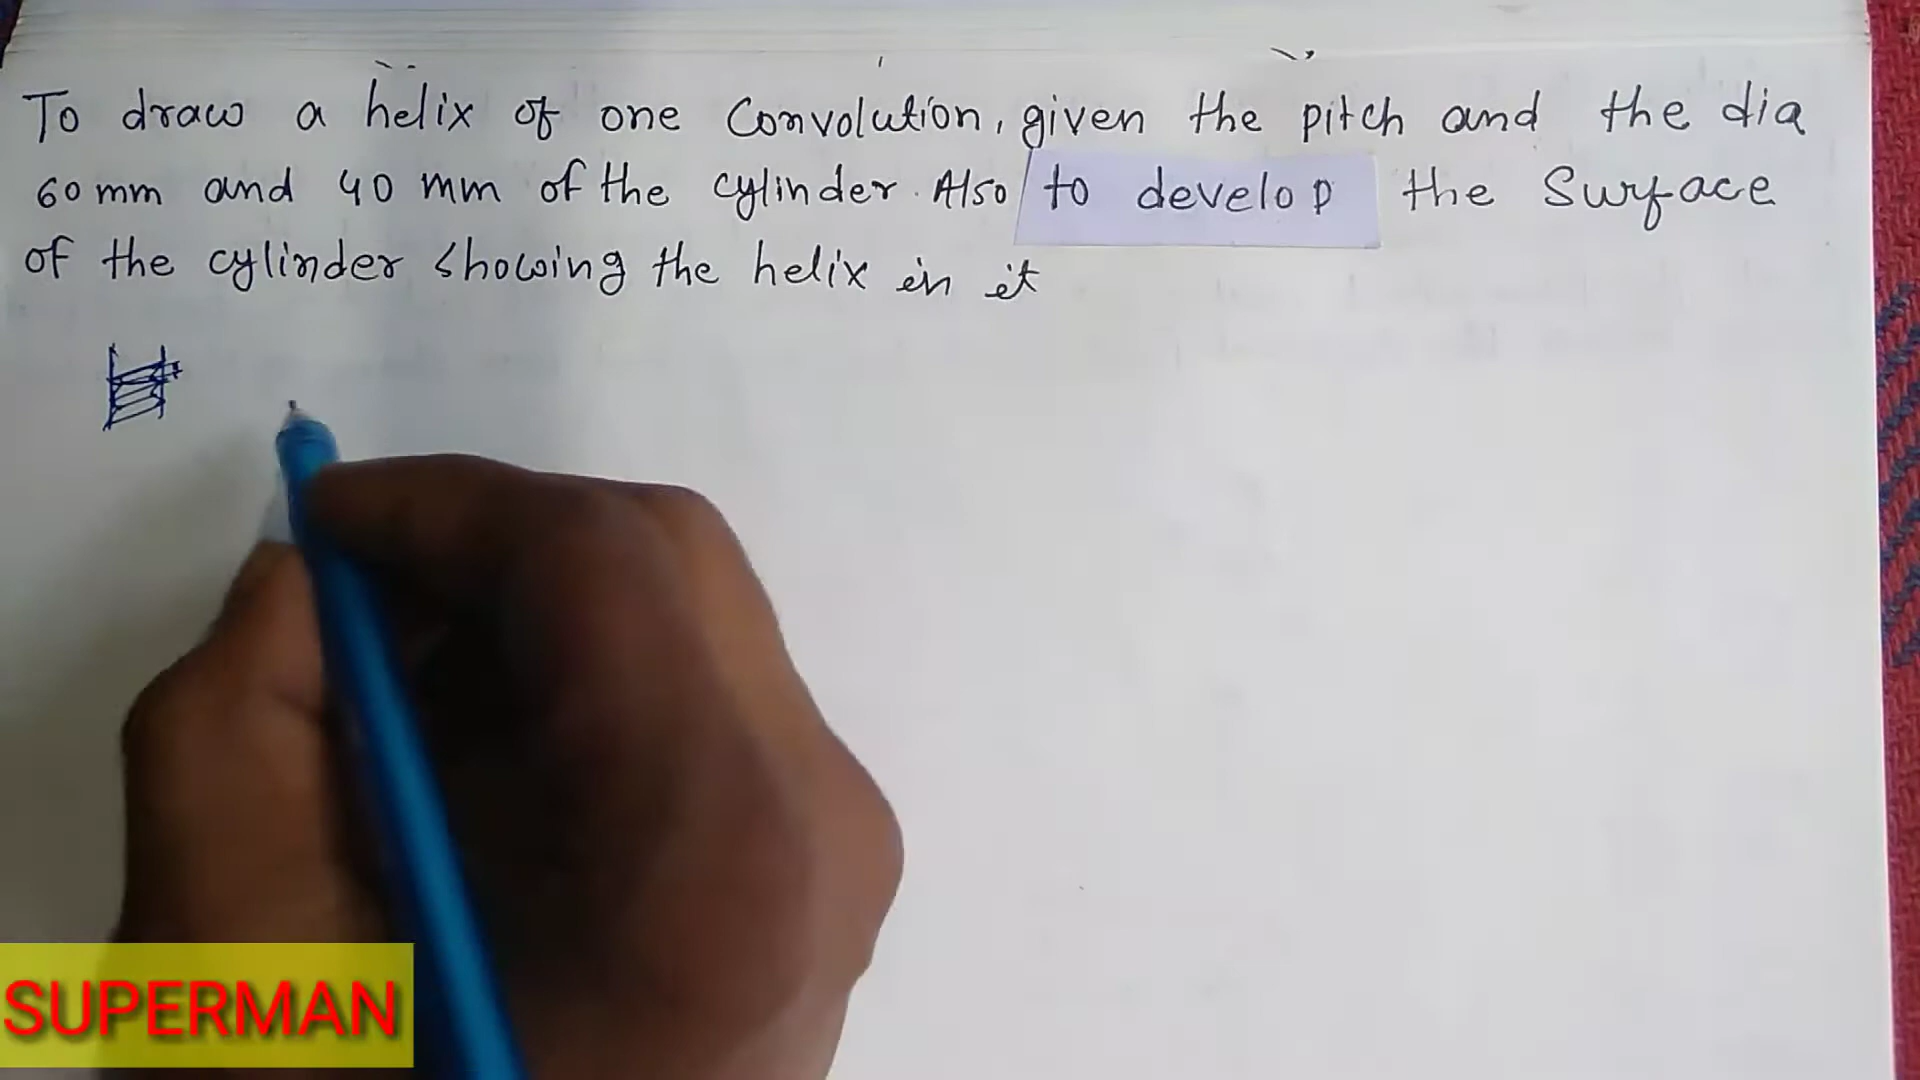 To draw a helix of one Convolution, given the pitch and the dia
60 mm and 40 mm of the cylinder. Also to develop the Surface
of the cylinder showing the helix in it
SUPERMAN